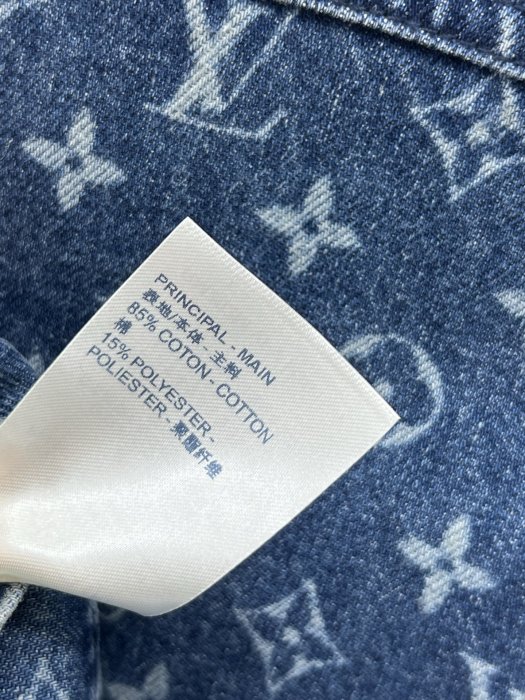 LV
PRINCIPAL - MAIN
表地/本体 - 主料
85% COTON - COTTON
棉
15% POLYESTER -
POLIESTER - 聚酯纤维